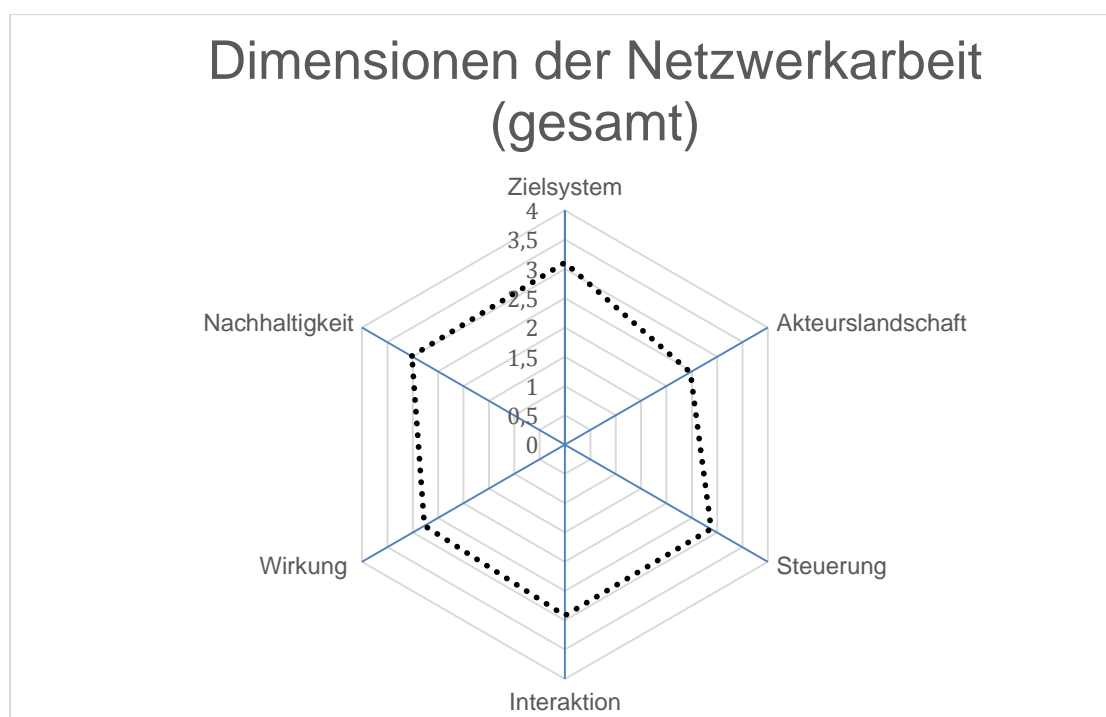 Dimensionen der Netzwerkarbeit
(gesamt)
Zielsystem
4
3,5
3
2,5
2
1,5
1
0,5
0
Nachhaltigkeit
Akteurslandschaft
Wirkung
Steuerung
Interaktion